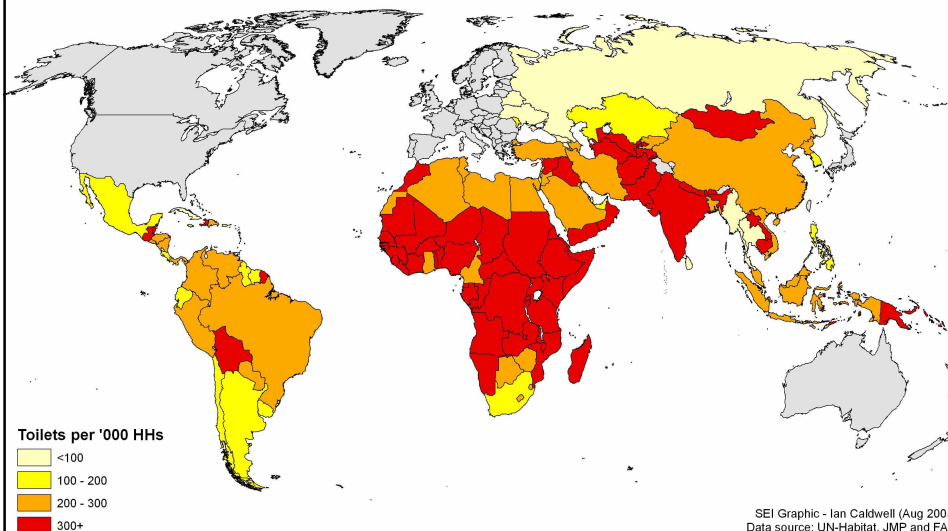 Toilets per '000 HHs
<100
100 - 200
200 - 300
300+
SEI Graphic - Ian Caldwell (Aug 200
Data source: UN-Habitat, JMP and FA